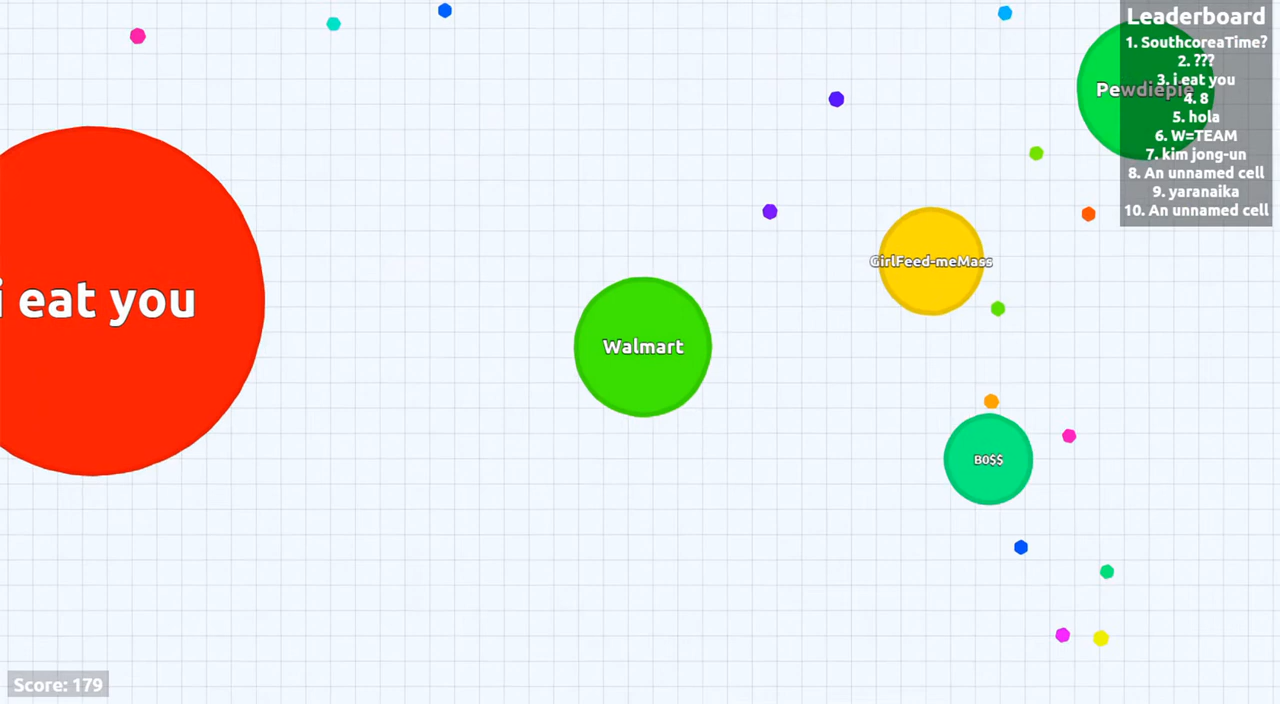 Leaderboard
1. SouthcoreaTime?
2. ???
3. i eat you
4. 8
5. hola
6. W=TEAM
7. kim jong-un
8. An unnamed cell
9. yaranaika
10. An unnamed cell
Pewdiepie
GirlFeed-meMass
i eat you
Walmart
B0$$
Score: 179